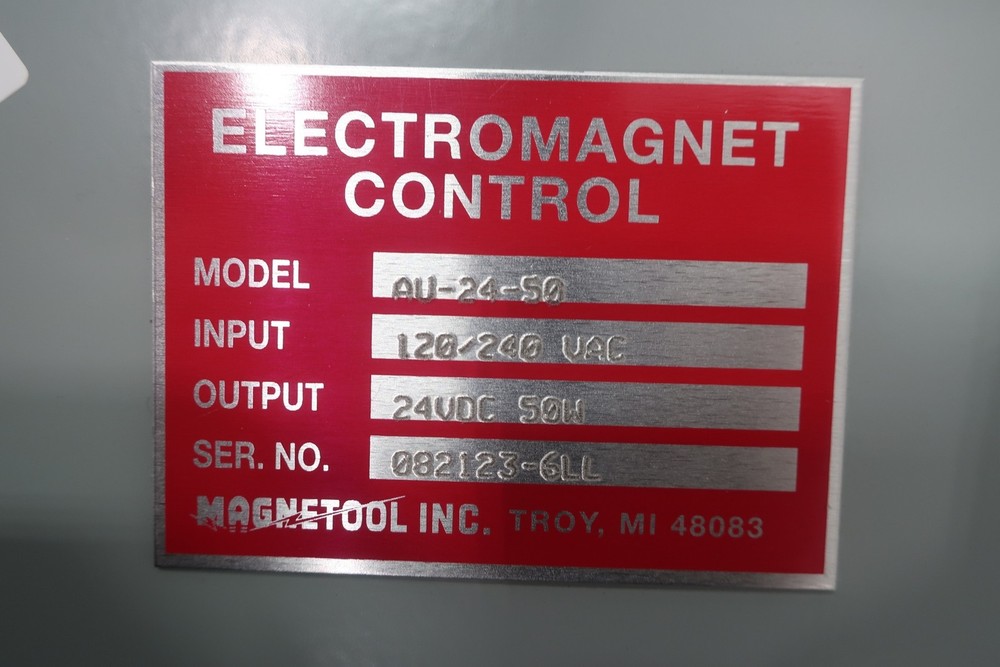 ELECTROMAGNET
CONTROL
MODEL AU-24-50
INPUT 120/240 VAC
OUTPUT 24VDC 50W
SER. NO. 082123-6LL
MAGNETOOL INC. TROY, MI 48083